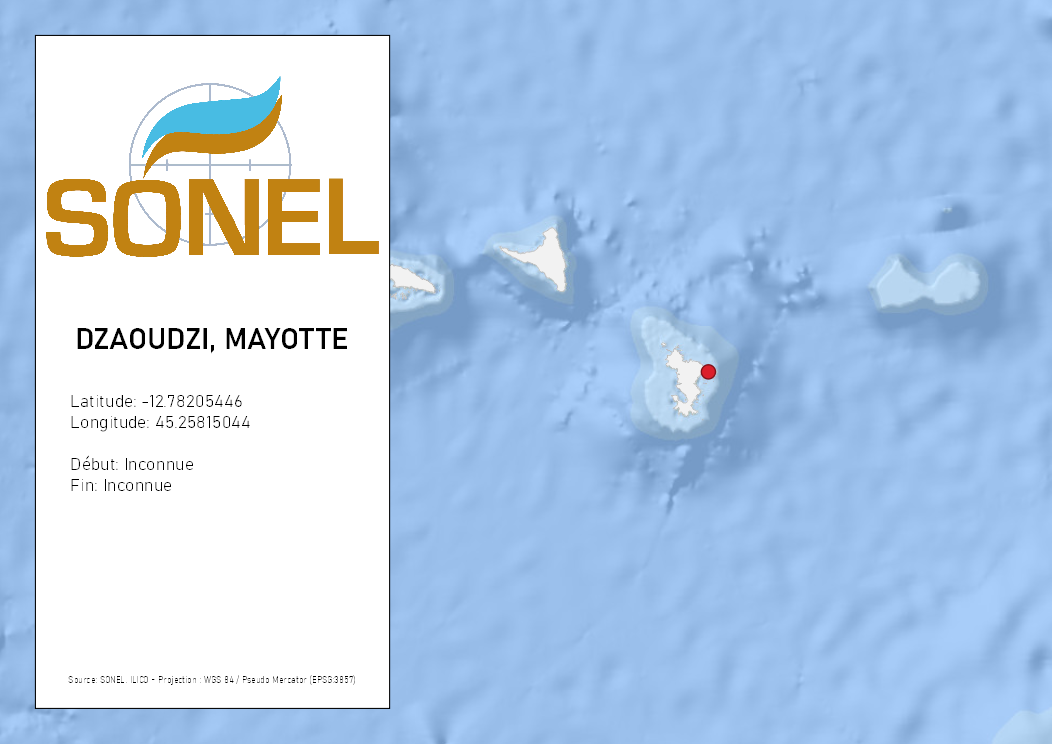 SONEL
DZAOUDZI, MAYOTTE
Latitude: -12.78205446
Longitude: 45.25815044
Début: Inconnue
Fin: Inconnue
Source: SONEL, ILICO - Projection : WGS 84 / Pseudo Mercator (EPSG:3857)